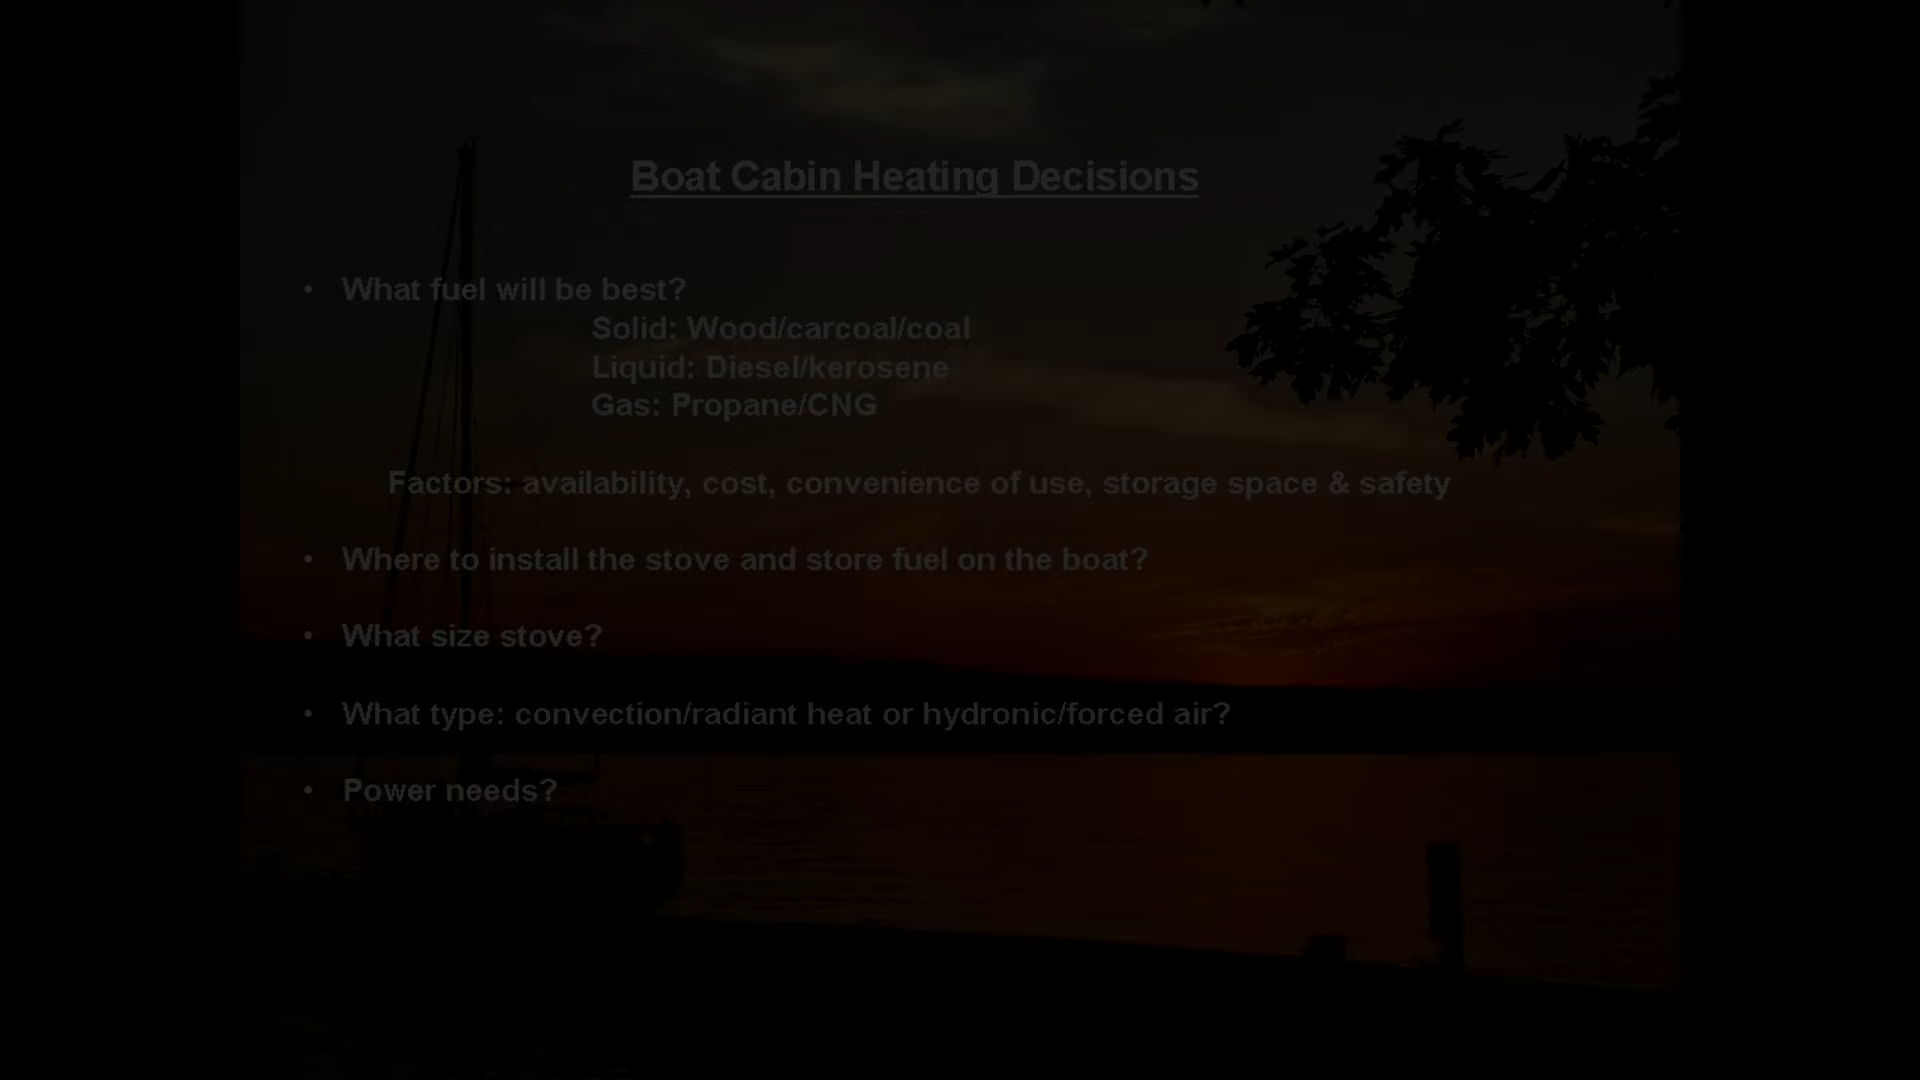 Boat Cabin Heating Decisions
• What fuel will be best?
Solid: Wood/carcoal/coal
Liquid: Diesel/kerosene
Gas: Propane/CNG
Factors: availability, cost, convenience of use, storage space & safety
• Where to install the stove and store fuel on the boat?
• What size stove?
• What type: convection/radiant heat or hydronic/forced air?
• Power needs?